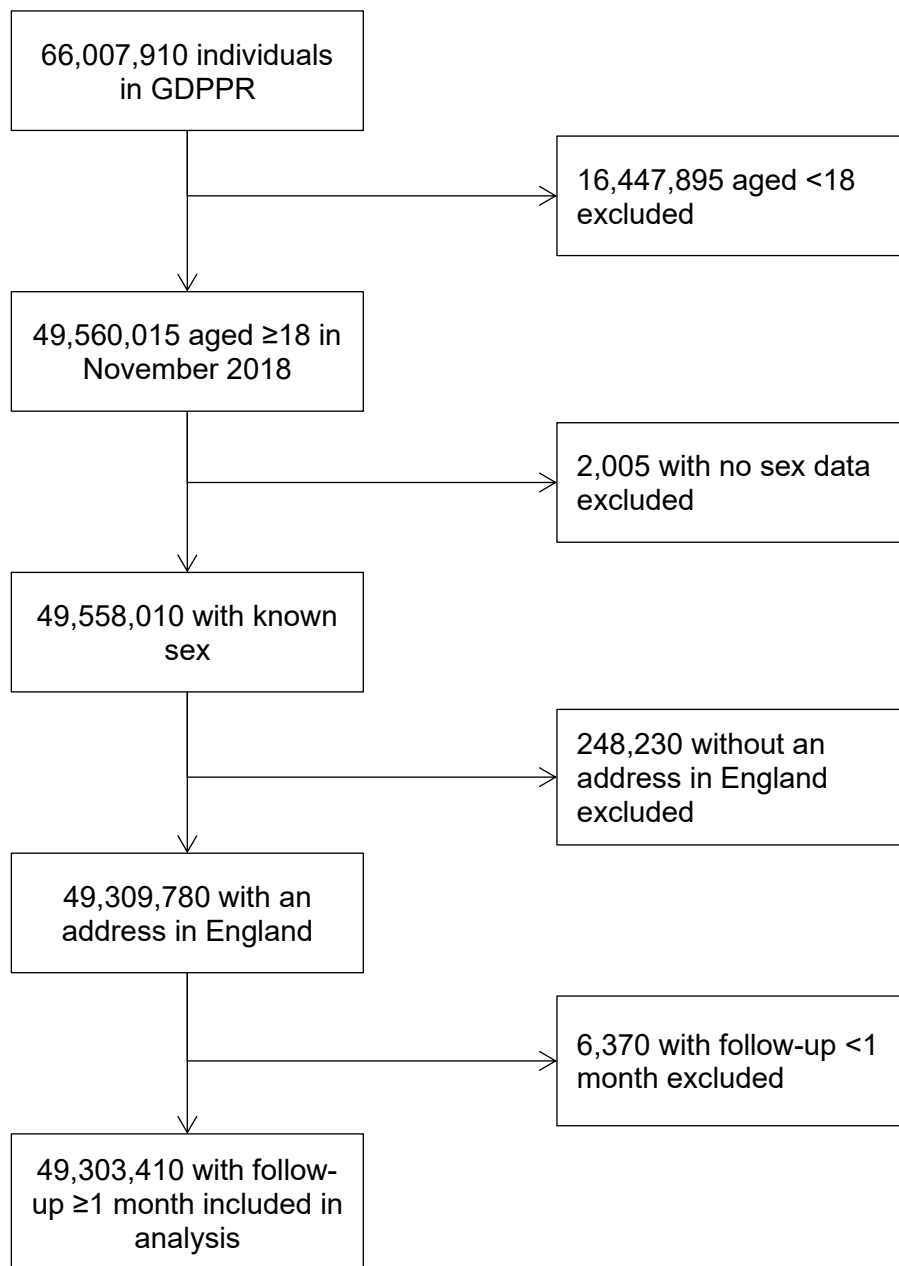 66,007,910 individuals
in GDPPR
16,447,895 aged <18
excluded
49,560,015 aged ≥18 in
November 2018
2,005 with no sex data
excluded
49,558,010 with known
sex
248,230 without an
address in England
excluded
49,309,780 with an
address in England
6,370 with follow-up <1
month excluded
49,303,410 with follow-
up ≥1 month included in
analysis